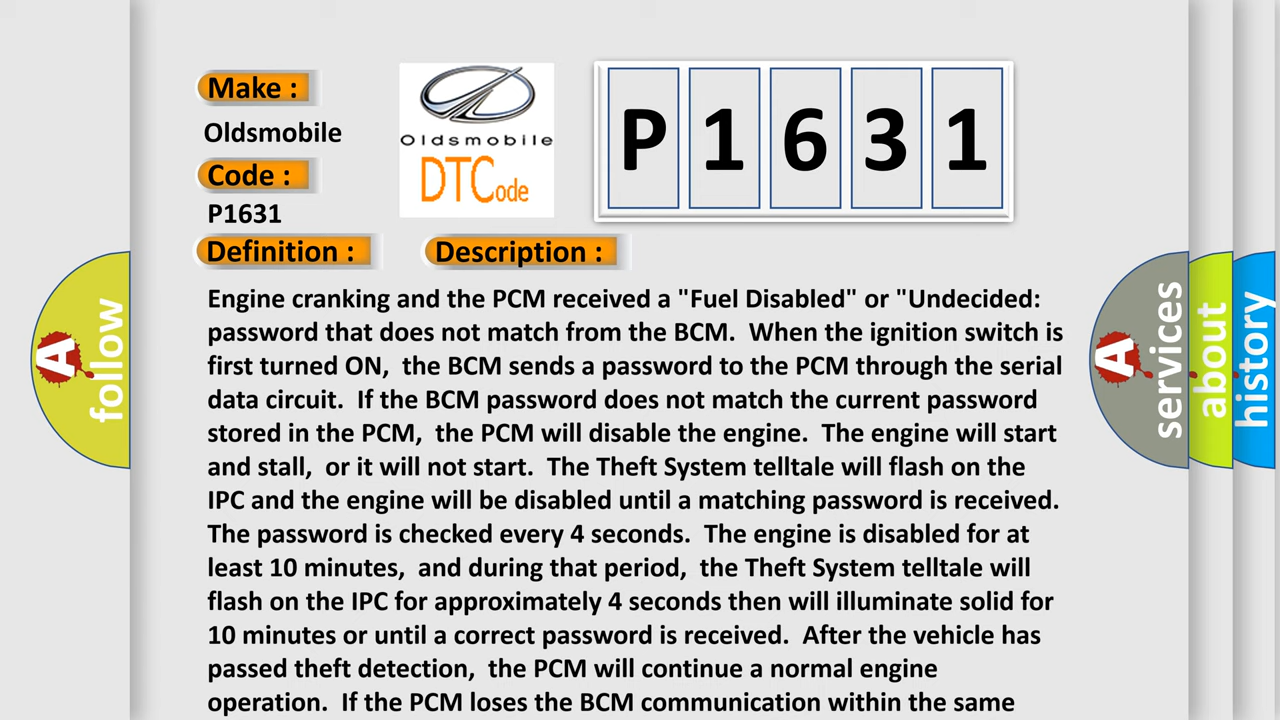 Make :
Oldsmobile
Code :
P1631
Oldsmobile
DTCode
P1631
Definition :
Description :
Engine cranking and the PCM received a "Fuel Disabled" or "Undecided:
password that does not match from the BCM. When the ignition switch is
first turned ON, the BCM sends a password to the PCM through the serial
data circuit. If the BCM password does not match the current password
stored in the PCM, the PCM will disable the engine. The engine will start
and stall, or it will not start. The Theft System telltale will flash on the
IPC and the engine will be disabled until a matching password is received.
The password is checked every 4 seconds. The engine is disabled for at
least 10 minutes, and during that period, the Theft System telltale will
flash on the IPC for approximately 4 seconds then will illuminate solid for
10 minutes or until a correct password is received. After the vehicle has
passed theft detection, the PCM will continue a normal engine
operation. If the PCM loses the BCM communication within the same
A follow
A services
about
history